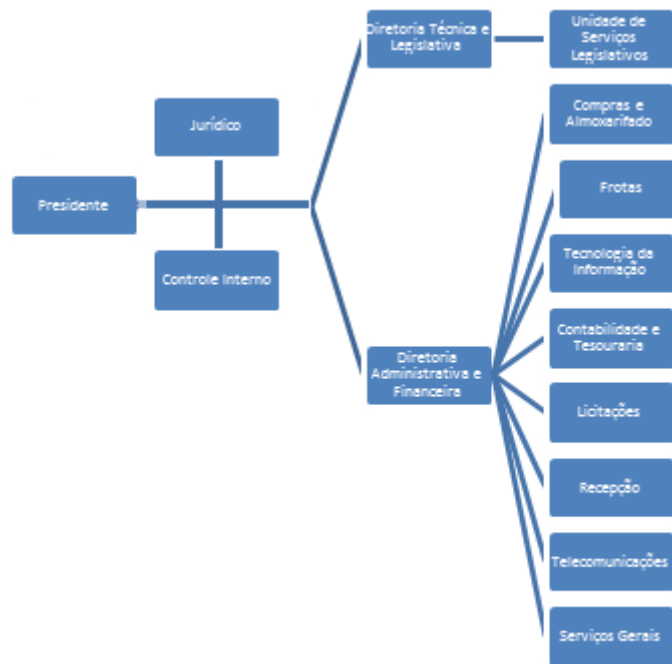 Presidente
Jurídico
Controle Interno
Diretoria Técnica e
Legislativa
Unidade de
Serviços
Legislativos
Diretoria
Administrativa e
Financeira
Compras e
Almoxarifado
Frotas
Tecnologia da
Informação
Contabilidade e
Tesouraria
Licitações
Recepção
Telecomunicações
Serviços Gerais